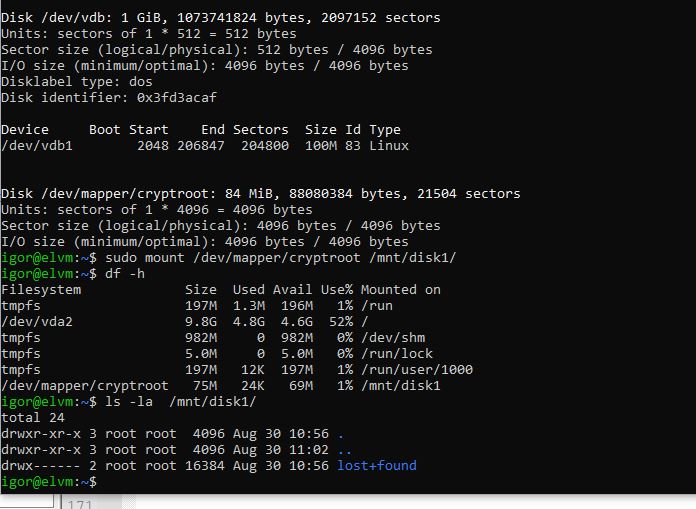 Disk /dev/vdb: 1 GiB, 1073741824 bytes, 2097152 sectors
Units: sectors of 1 * 512 = 512 bytes
Sector size (logical/physical): 512 bytes / 4096 bytes
I/O size (minimum/optimal): 4096 bytes / 4096 bytes
Disklabel type: dos
Disk identifier: 0x3fd3acaf
Device     Boot Start    End Sectors  Size Id Type
/dev/vdb1        2048 206847  204800  100M 83 Linux
Disk /dev/mapper/cryptroot: 84 MiB, 88080384 bytes, 21504 sectors
Units: sectors of 1 * 4096 = 4096 bytes
Sector size (logical/physical): 4096 bytes / 4096 bytes
I/O size (minimum/optimal): 4096 bytes / 4096 bytes
igor@elvm:~$ sudo mount /dev/mapper/cryptroot /mnt/disk1/
igor@elvm:~$ df -h
Filesystem             Size  Used Avail Use% Mounted on
tmpfs                  197M  1.3M  196M   1% /run
/dev/vda2              9.8G  4.8G  4.6G  52% /
tmpfs                  982M     0  982M   0% /dev/shm
tmpfs                  5.0M     0  5.0M   0% /run/lock
tmpfs                  197M   12K  197M   1% /run/user/1000
/dev/mapper/cryptroot   75M   24K   69M   1% /mnt/disk1
igor@elvm:~$ ls -la  /mnt/disk1/
total 24
drwxr-xr-x 3 root root  4096 Aug 30 10:56 .
drwxr-xr-x 3 root root  4096 Aug 30 11:02 ..
drwx------ 2 root root 16384 Aug 30 10:56 lost+found
igor@elvm:~$
171